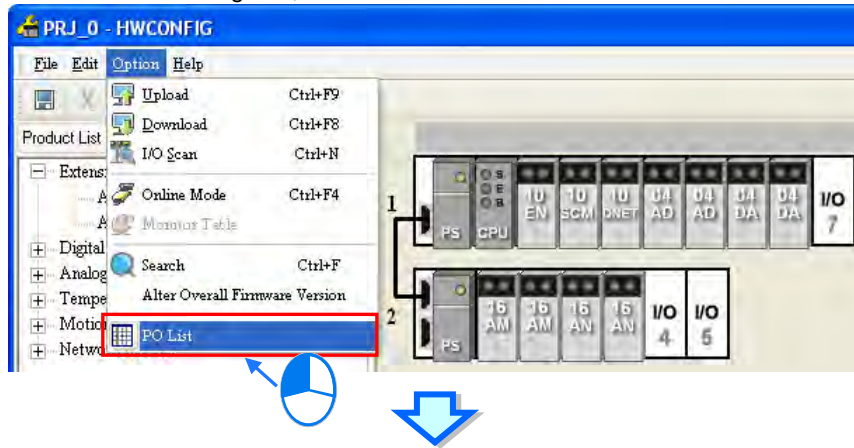 PRJ_0 - HWCONFIG
File Edit Option Help
Upload Ctrl+F9
Download Ctrl+F8
Product List
I/O Scan Ctrl+N
Extens
Online Mode Ctrl+F4
A
Monitor Table
A
Digital
Search Ctrl+F
Analog
Alter Overall Firmware Version
Tempe
Motion
PO List
Netwo
1
PS
CPU
S
E
B
10 EN
10 SCM
10 DNET
04 AD
04 AD
04 DA
04 DA
I/O 7
2
PS
16 AM
16 AM
16 AN
16 AN
I/O 4
I/O 5